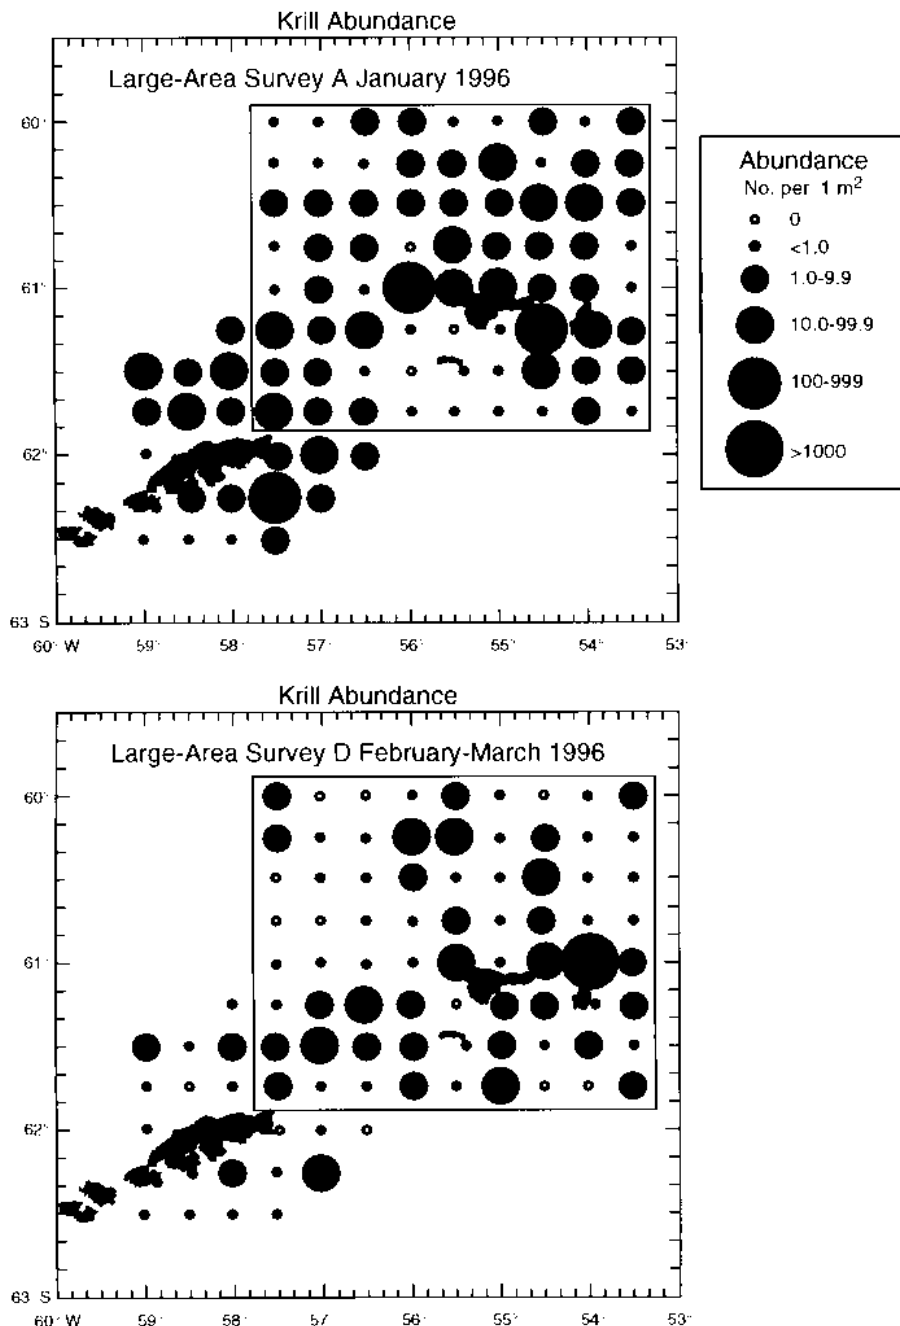 Krill Abundance
Large-Area Survey A January 1996
60°
61°
62°
63 S
60° W 59° 58° 57° 56° 55° 54° 53°
Abundance
No. per 1 m²
0
<1.0
1.0-9.9
10.0-99.9
100-999
>1000
Krill Abundance
Large-Area Survey D February-March 1996
60°
61°
62°
63 S
60° W 59° 58° 57 56° 55° 54° 53°